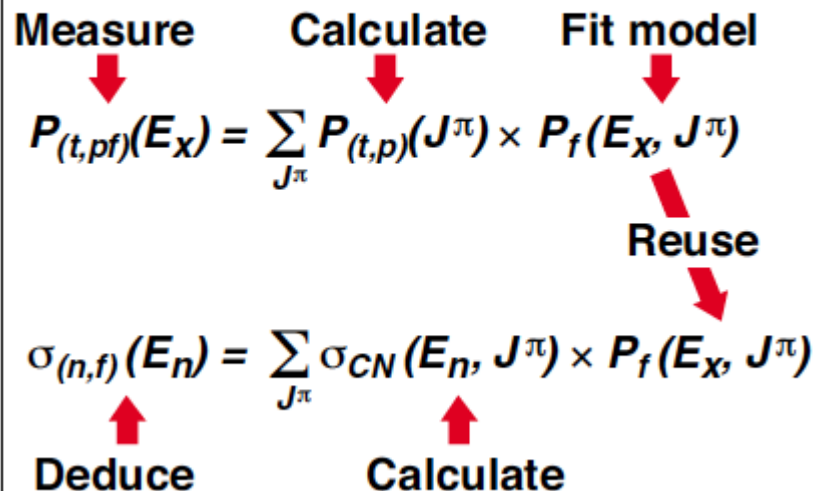 Measure Calculate Fit model
P(t,pf)(Ex) = ∑ P(t,p)(Jπ) × Pf(Ex, Jπ)
Jπ
Reuse
σ(n,f)(En) = ∑ σCN(En, Jπ) × Pf(Ex, Jπ)
Jπ
Deduce Calculate